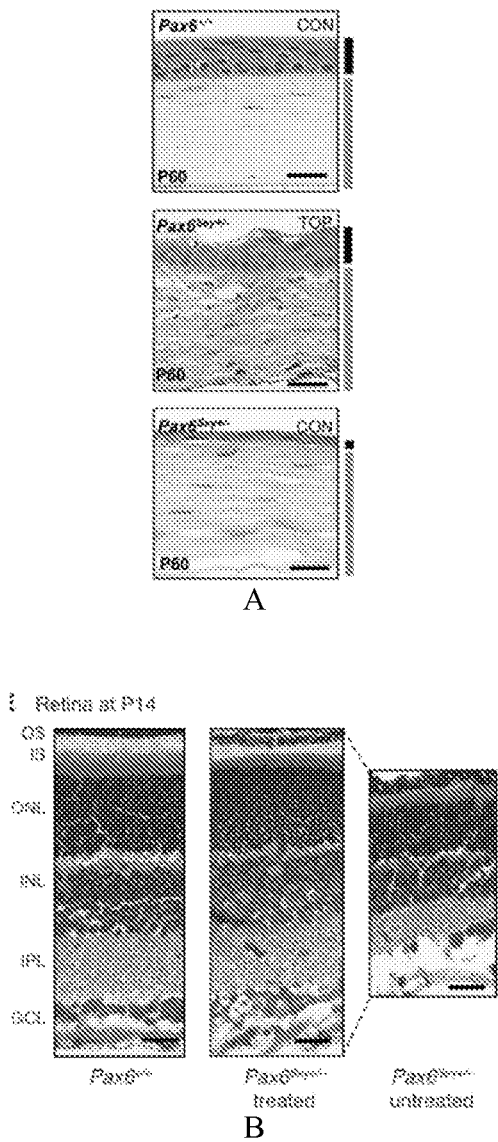 Pax6+/+ CON
P60
Pax6Sey+/- TOP
P60
Pax6Sey+/- CON
P60
A
Retina at P14
OS
IS
ONL
INL
IPL
GCL
Pax6+/+
Pax6Sey+/-
treated
Pax6Sey+/-
untreated
B